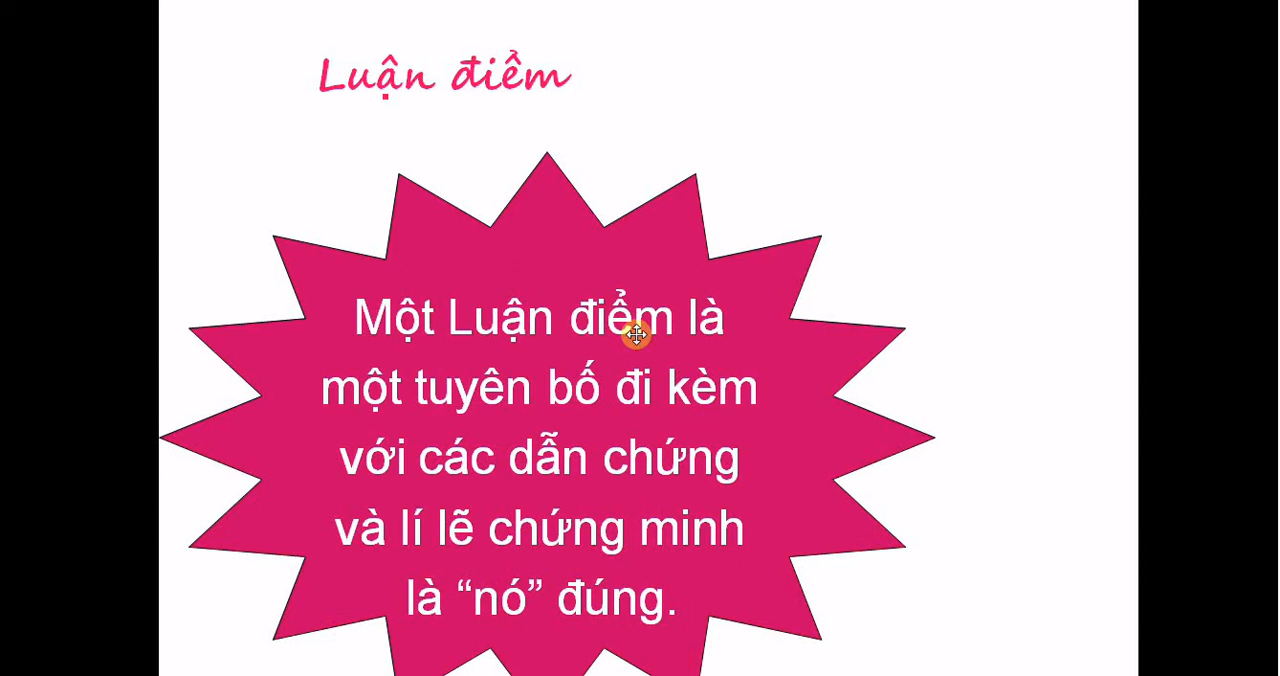 Luận điểm
Một Luận điểm là
một tuyên bố đi kèm
với các dẫn chứng
và lí lẽ chứng minh
là “nó” đúng.